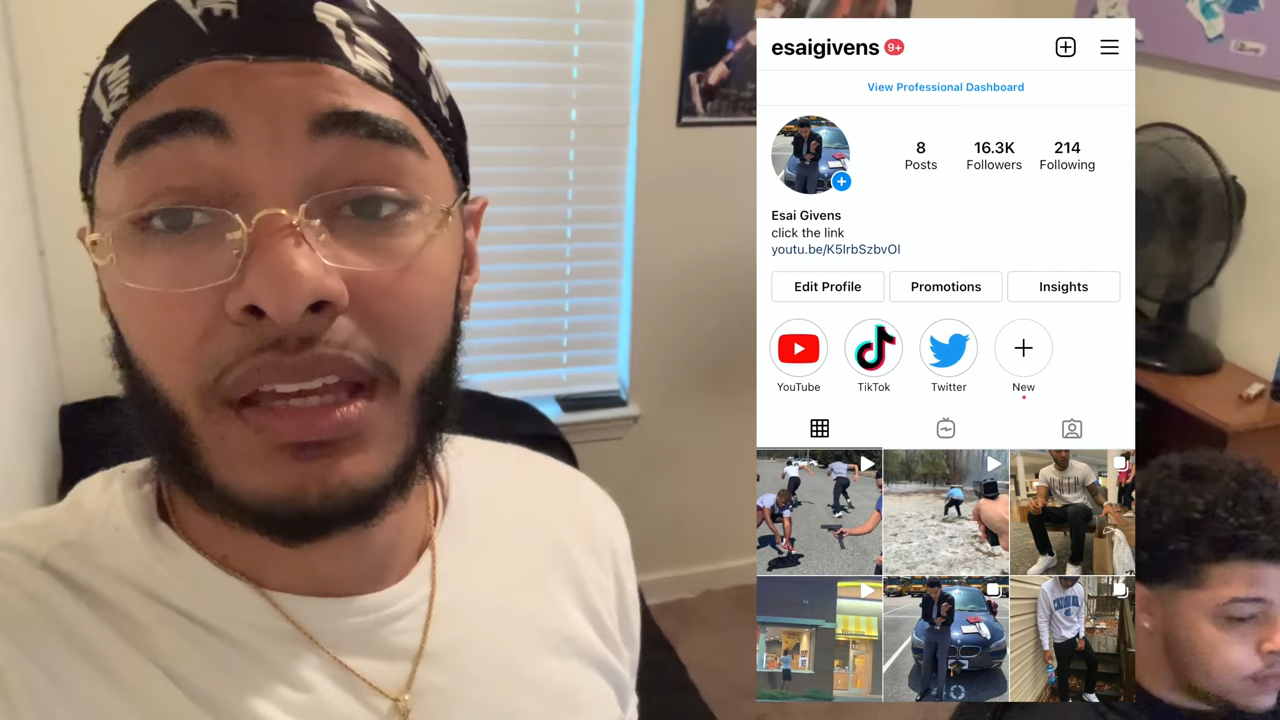 esaigivens 9+
View Professional Dashboard
8 16.3K 214
Posts Followers Following
Esai Givens
click the link
youtu.be/K5IrbSzbvOI
Edit Profile Promotions Insights
YouTube TikTok Twitter New